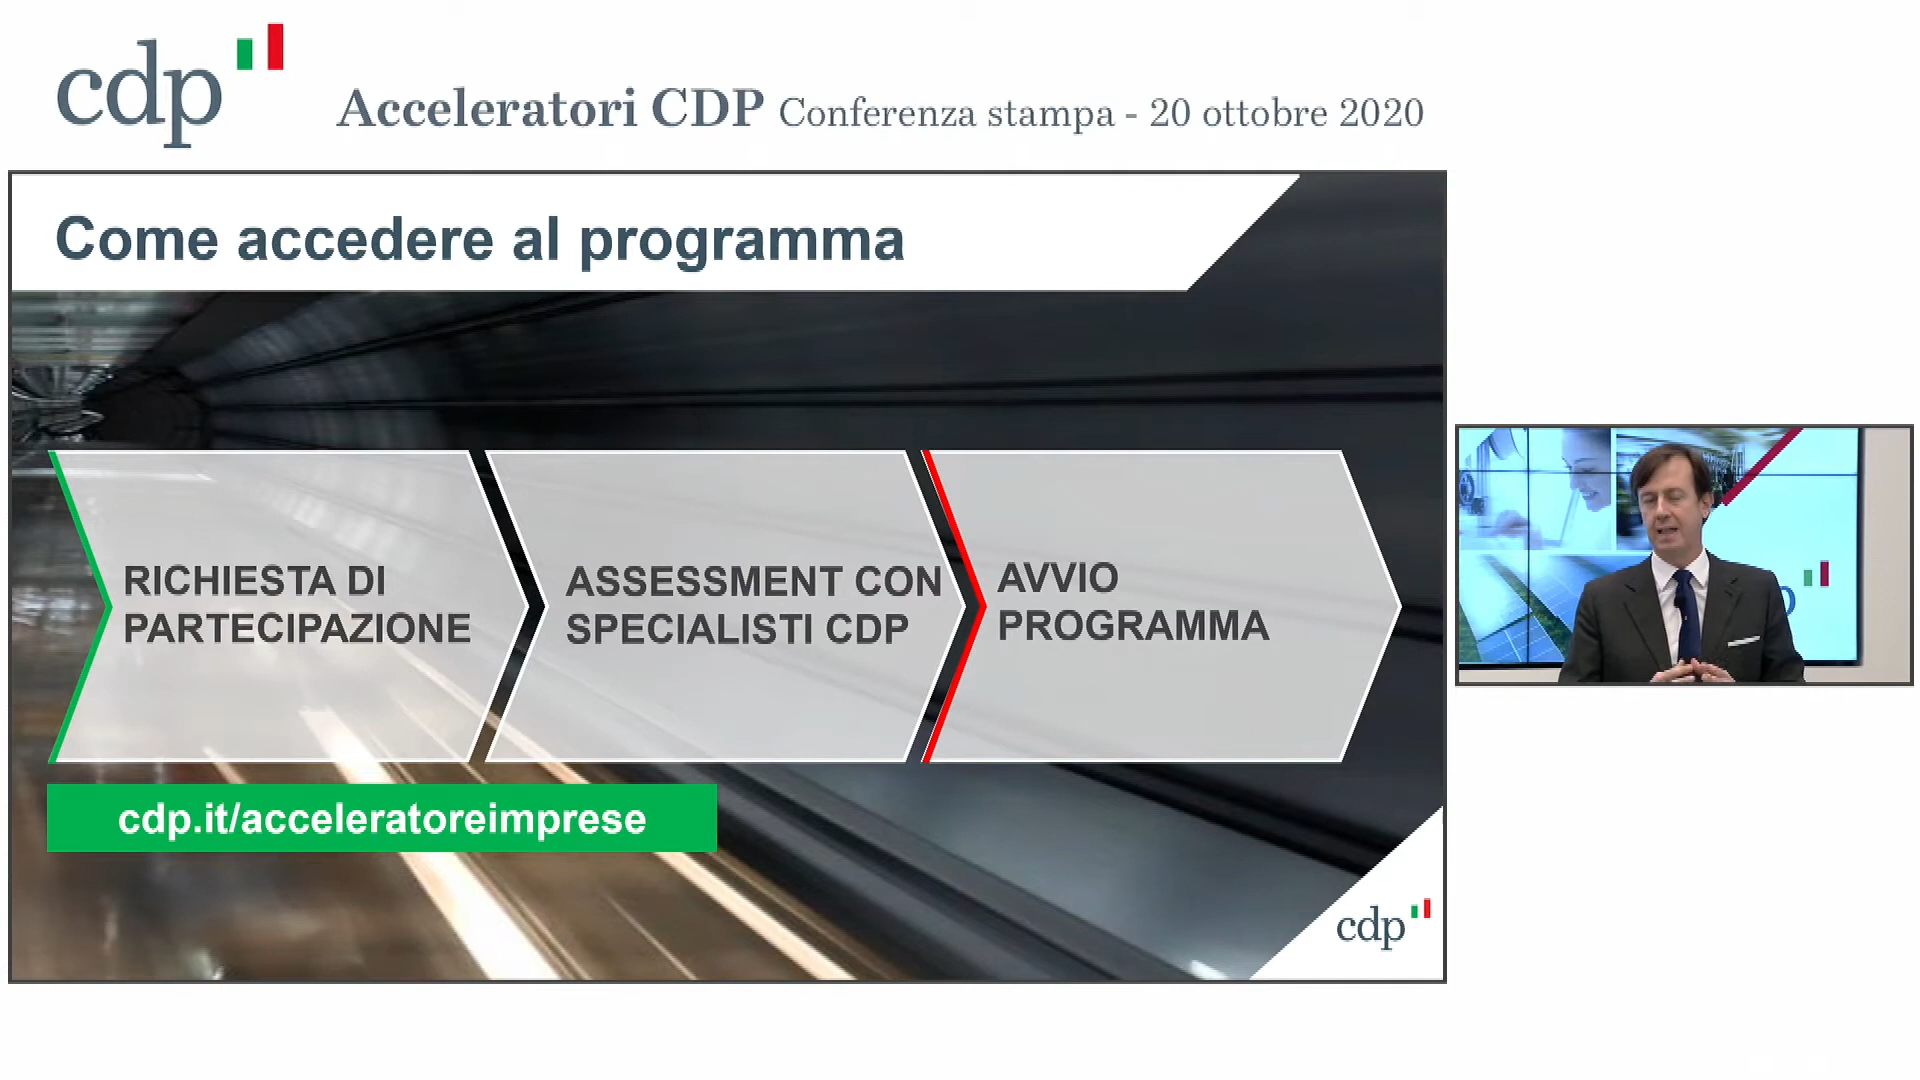 cdp
Acceleratori CDP Conferenza stampa - 20 ottobre 2020
Come accedere al programma
RICHIESTA DI
PARTECIPAZIONE
ASSESSMENT CON
SPECIALISTI CDP
AVVIO
PROGRAMMA
cdp.it/acceleratoreimprese
cdp